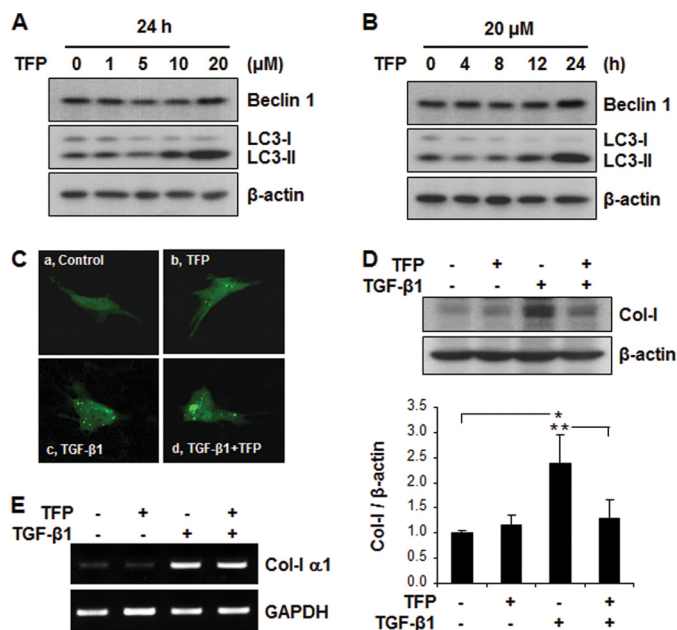 A
24 h
TFP 0 1 5 10 20 (µM)
Beclin 1
LC3-I
LC3-II
β-actin
B
20 µM
TFP 0 4 8 12 24 (h)
Beclin 1
LC3-I
LC3-II
β-actin
C
a, Control
b, TFP
c, TGF-β1
d, TGF-β1+TFP
D
TFP - + - +
TGF-β1 - - + +
Col-I
β-actin
*
**
Col-I / β-actin
3.5
3.0
2.5
2.0
1.5
1.0
0.5
0.0
TFP - + - +
TGF-β1 - - + +
E
TFP - + - +
TGF-β1 - - + +
Col-I α1
GAPDH